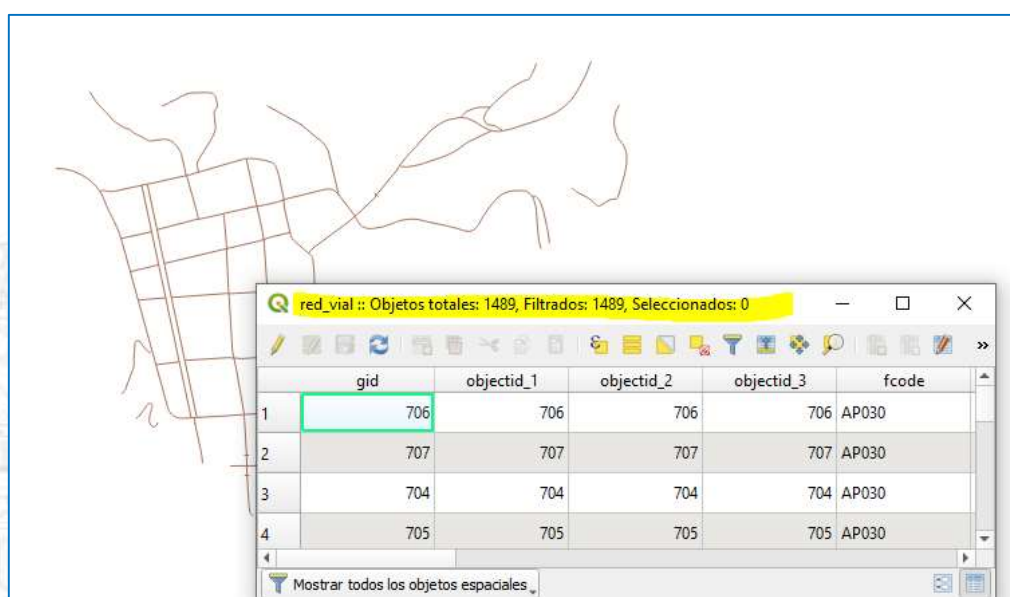 red_vial :: Objetos totales: 1489, Filtrados: 1489, Seleccionados: 0
gid objectid_1 objectid_2 objectid_3 fcode
1 706 706 706 706 AP030
2 707 707 707 707 AP030
3 704 704 704 704 AP030
4 705 705 705 705 AP030
Mostrar todos los objetos espaciales